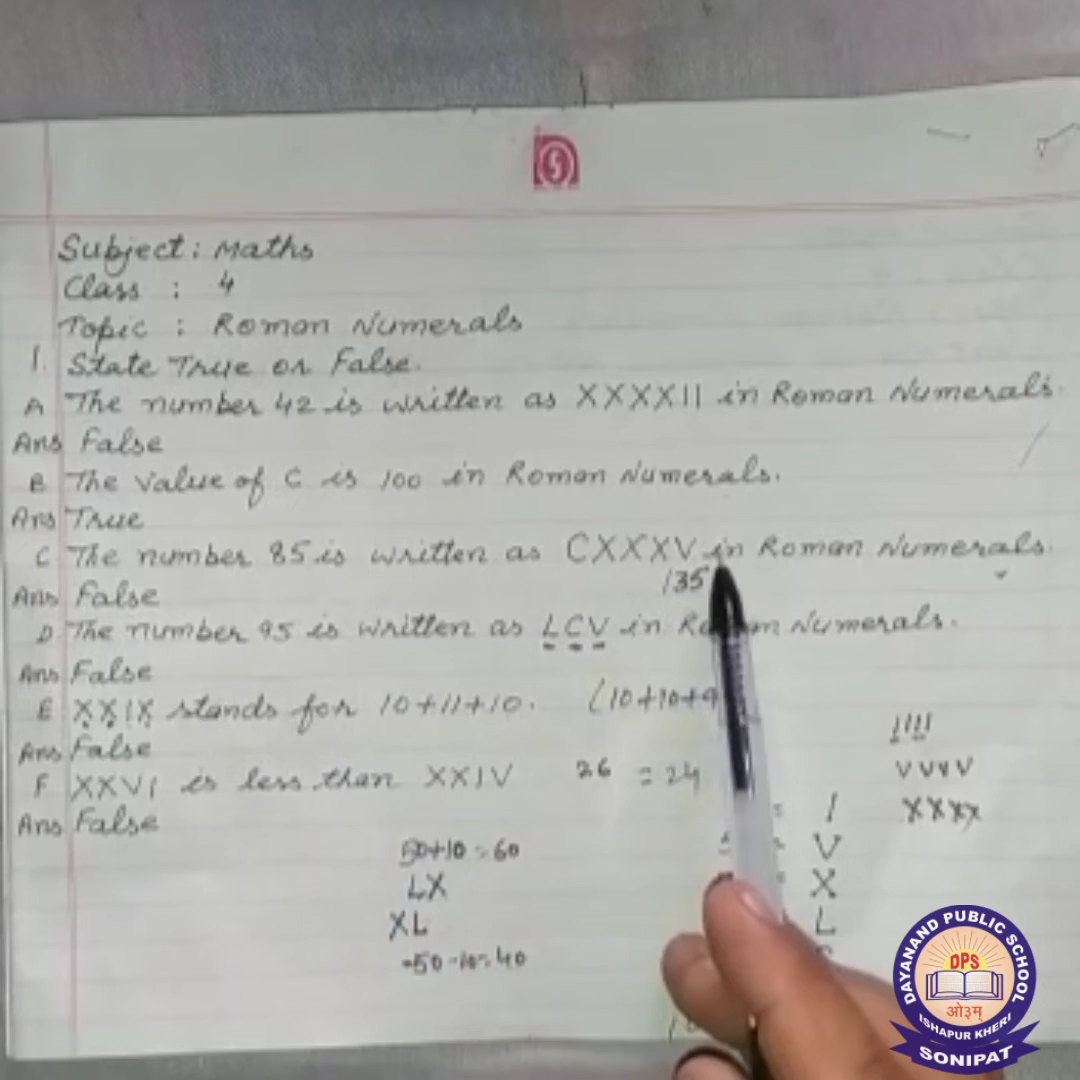 Subject: Maths
Class : 4
Topic : Roman Numerals
1. State True or False.
A The number 42 is written as XXXXII in Roman Numerals.
Ans False
B The value of C is 100 in Roman Numerals.
Ans True
C The number 85 is written as CXXXV in Roman Numerals.
135
Ans False
D The number 95 is written as LCV in Roman Numerals.
Ans False
E XXIX stands for 10+11+10. (10+10+9
Ans False
F XXVI is less than XXIV 26 = 24
Ans False
IIII
VVVV
XXXX
I
V
X
L
50+10=60
LX
XL
=50-10=40
DAYANAND PUBLIC SCHOOL
DPS
ओ३म्
ISHAPUR KHERI
SONIPAT